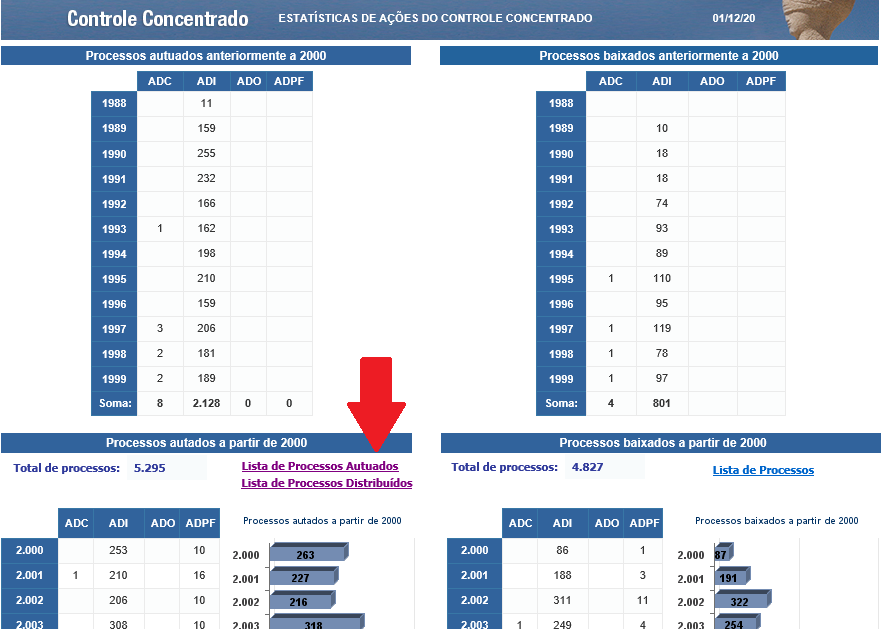 Controle Concentrado ESTATÍSTICAS DE AÇÕES DO CONTROLE CONCENTRADO 01/12/20
Processos autuados anteriormente a 2000
ADC ADI ADO ADPF
1988 11
1989 159
1990 255
1991 232
1992 166
1993 1 162
1994 198
1995 210
1996 159
1997 3 206
1998 2 181
1999 2 189
Soma: 8 2.128 0 0
Processos baixados anteriormente a 2000
ADC ADI ADO ADPF
1988
1989 10
1990 18
1991 18
1992 74
1993 93
1994 89
1995 1 110
1996 95
1997 1 119
1998 1 78
1999 1 97
Soma: 4 801
Processos autados a partir de 2000
Total de processos: 5.295 Lista de Processos Autuados
Lista de Processos Distribuídos
ADC ADI ADO ADPF
2.000 253 10
2.001 1 210 16
2.002 206 10
2.003 308 10
Processos autados a partir de 2000
2.000 263
2.001 227
2.002 216
2.003 318
Processos baixados a partir de 2000
Total de processos: 4.827 Lista de Processos
ADC ADI ADO ADPF
2.000 86 1
2.001 188 3
2.002 311 11
2.003 1 249 4
Processos baixados a partir de 2000
2.000 87
2.001 191
2.002 322
2.003 254